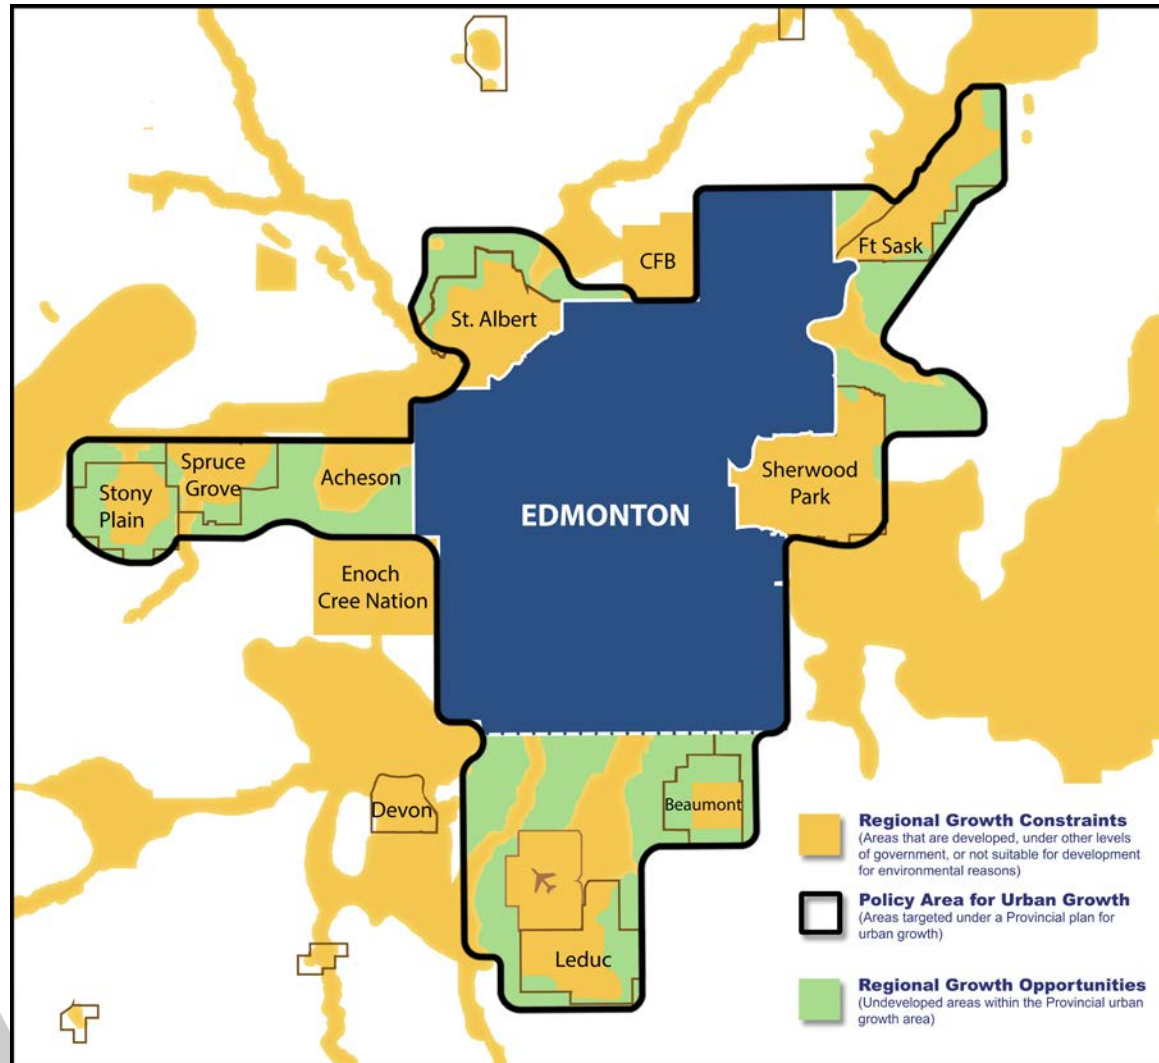 CFB
Ft Sask
St. Albert
Spruce
Grove
Acheson
Stony
Plain
Sherwood
Park
EDMONTON
Enoch
Cree Nation
Devon
Beaumont
Leduc
Regional Growth Constraints
(Areas that are developed, under other levels
of government, or not suitable for development
for environmental reasons)
Policy Area for Urban Growth
(Areas targeted under a Provincial plan for
urban growth)
Regional Growth Opportunities
(Undeveloped areas within the Provincial urban
growth area)